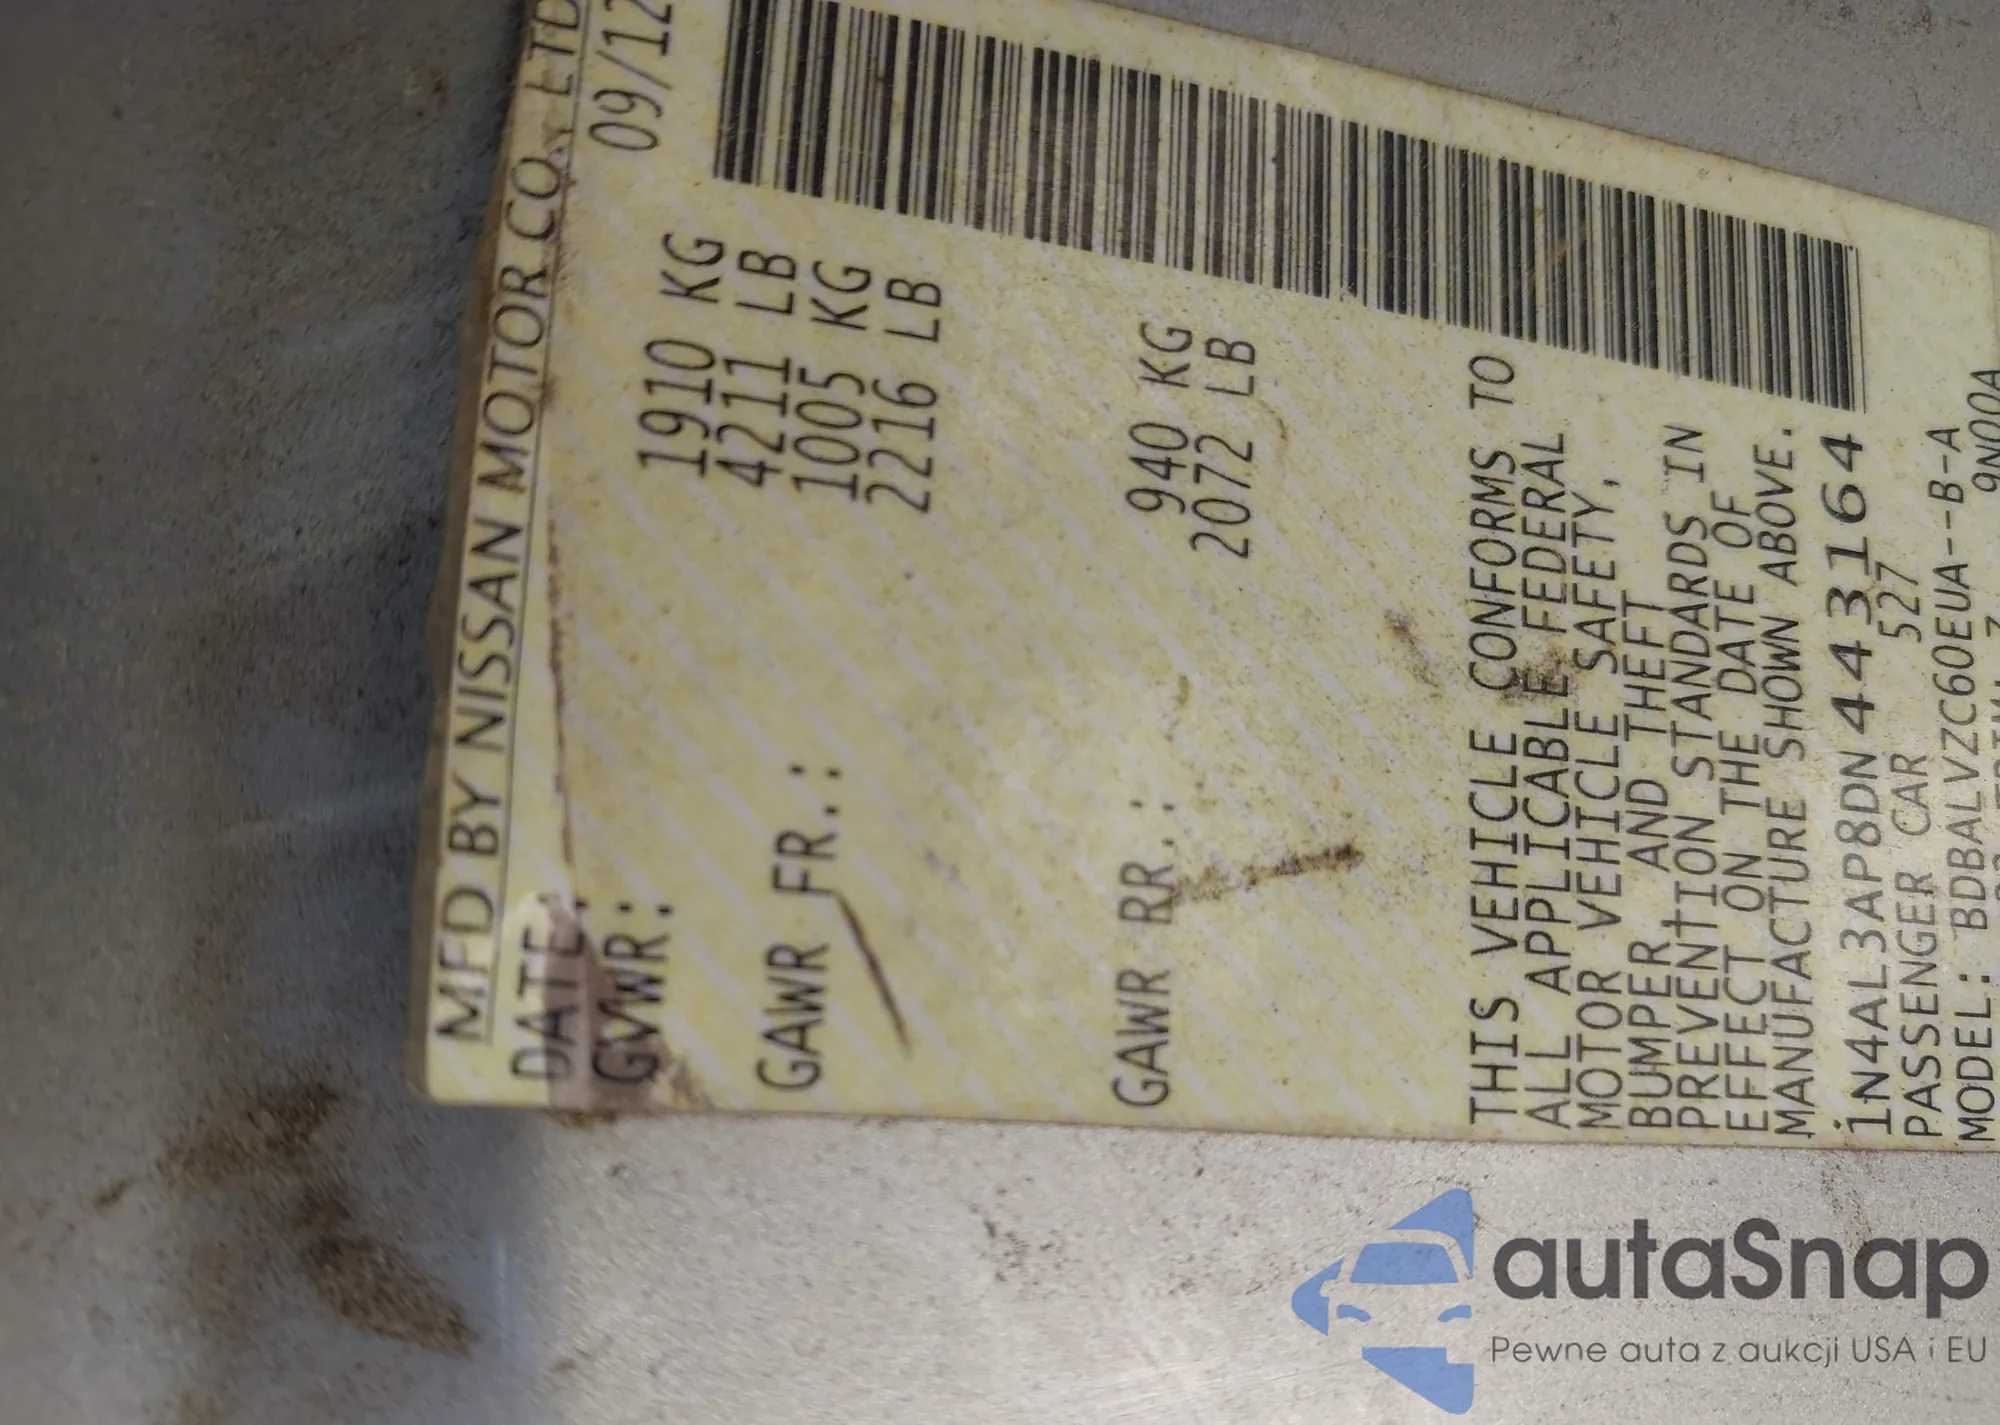 MFD BY NISSAN MOTOR CO., LTD
DATE: 09/12
GVWR: 1910 KG
4211 LB
GAWR FR.: 1005 KG
2216 LB
GAWR RR.: 940 KG
2072 LB
THIS VEHICLE CONFORMS TO
ALL APPLICABLE FEDERAL
MOTOR VEHICLE SAFETY,
BUMPER AND THEFT
PREVENTION STANDARDS IN
EFFECT ON THE DATE OF
MANUFACTURE SHOWN ABOVE.
1N4AL3AP8DN443164
PASSENGER CAR 527
MODEL: BDBALVZC60EUA--B-A
9N00A
autaSnap
Pewne auta z aukcji USA i EU